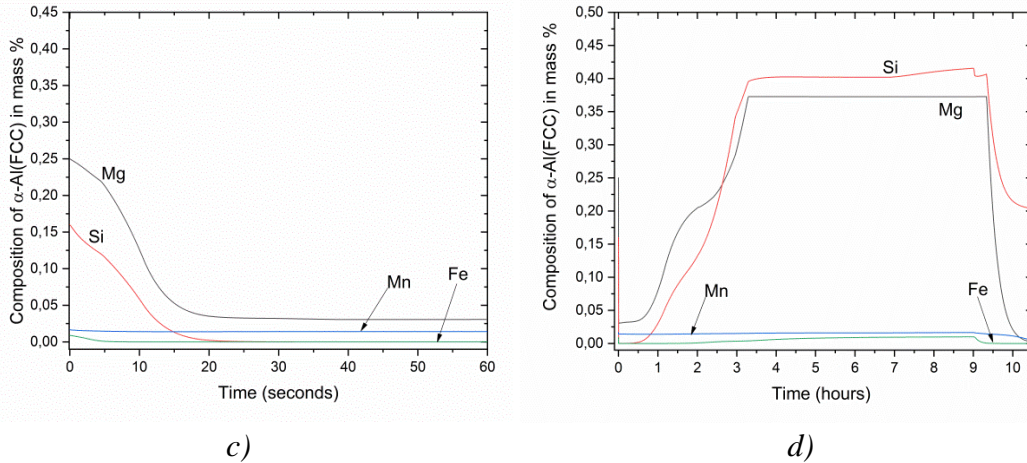 Composition of α-Al(FCC) in mass %
0,45
0,40
0,35
0,30
0,25
0,20
0,15
0,10
0,05
0,00
Mg
Si
Mn
Fe
0 10 20 30 40 50 60
Time (seconds)
c)
Composition of α-Al(FCC) in mass %
0,50
0,45
0,40
0,35
0,30
0,25
0,20
0,15
0,10
0,05
0,00
Si
Mg
Mn
Fe
0 1 2 3 4 5 6 7 8 9 10
Time (hours)
d)